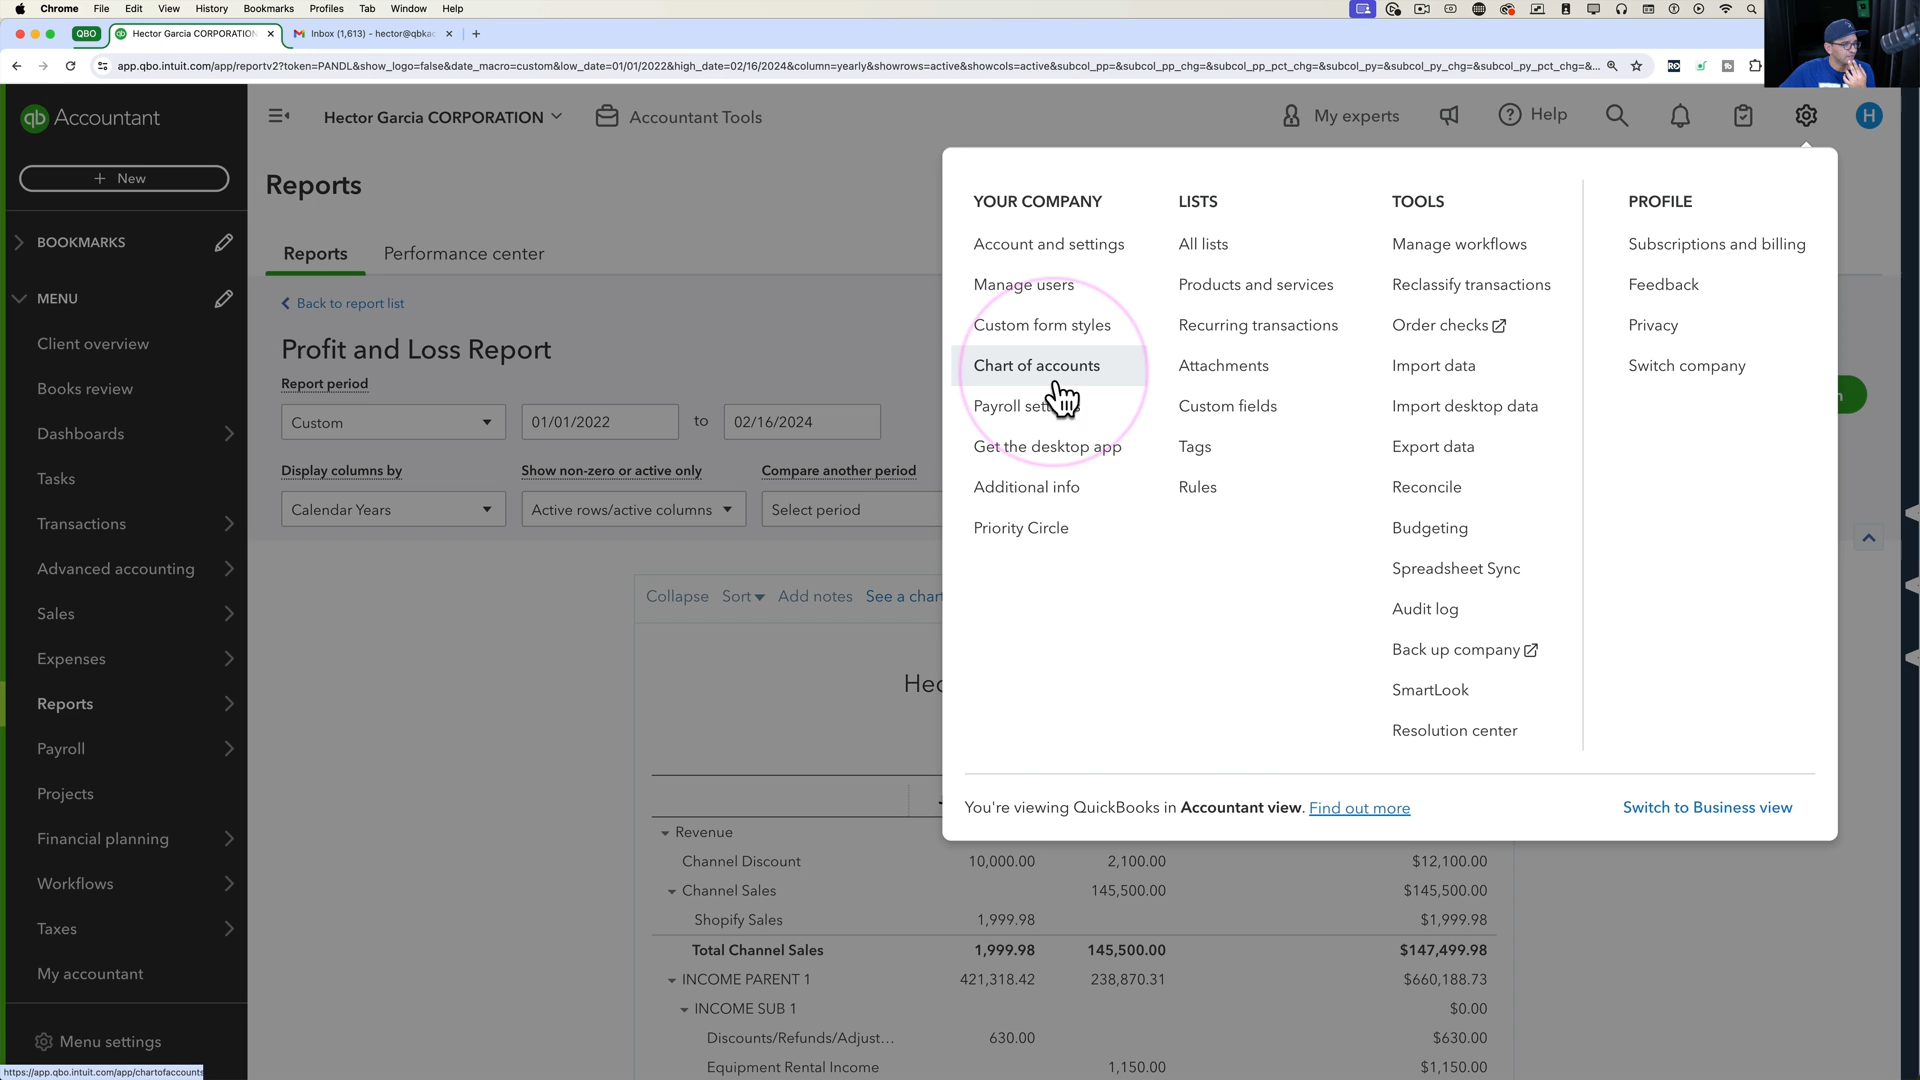 Chrome File Edit View History Bookmarks Profiles Tab Window Help
QBO Hector Garcia CORPORATION Inbox (1,613) - hector@qbka
app.qbo.intuit.com/app/reportv2?token=PANDL&show_logo=false&date_macro=custom&low_date=01/01/2022&high_date=02/16/2024&column=yearly&showrows=active&showcols=active&subcol_pp=&subcol_pp_chg=&subcol_pp_pct_chg=&subcol_py=&subcol_py_chg=&subcol_py_pct_chg=&...
qb Accountant
Hector Garcia CORPORATION
Accountant Tools
My experts
Help
H
+ New
BOOKMARKS
MENU
Client overview
Books review
Dashboards
Tasks
Transactions
Advanced accounting
Sales
Expenses
Reports
Payroll
Projects
Financial planning
Workflows
Taxes
My accountant
Menu settings
https://app.qbo.intuit.com/app/chartofaccounts
Reports
Reports Performance center
Back to report list
Profit and Loss Report
Report period
Custom 01/01/2022 to 02/16/2024
Display columns by Show non-zero or active only Compare another period
Calendar Years Active rows/active columns Select period
Collapse Sort Add notes See a chart
Hec
Revenue
Channel Discount 10,000.00 2,100.00 $12,100.00
Channel Sales 145,500.00 $145,500.00
Shopify Sales 1,999.98 $1,999.98
Total Channel Sales 1,999.98 145,500.00 $147,499.98
INCOME PARENT 1 421,318.42 238,870.31 $660,188.73
INCOME SUB 1 $0.00
Discounts/Refunds/Adjust... 630.00 $630.00
Equipment Rental Income 1,150.00 $1,150.00
YOUR COMPANY
Account and settings
Manage users
Custom form styles
Chart of accounts
Payroll set
Get the desktop app
Additional info
Priority Circle
LISTS
All lists
Products and services
Recurring transactions
Attachments
Custom fields
Tags
Rules
TOOLS
Manage workflows
Reclassify transactions
Order checks
Import data
Import desktop data
Export data
Reconcile
Budgeting
Spreadsheet Sync
Audit log
Back up company
SmartLook
Resolution center
PROFILE
Subscriptions and billing
Feedback
Privacy
Switch company
You're viewing QuickBooks in Accountant view. Find out more
Switch to Business view